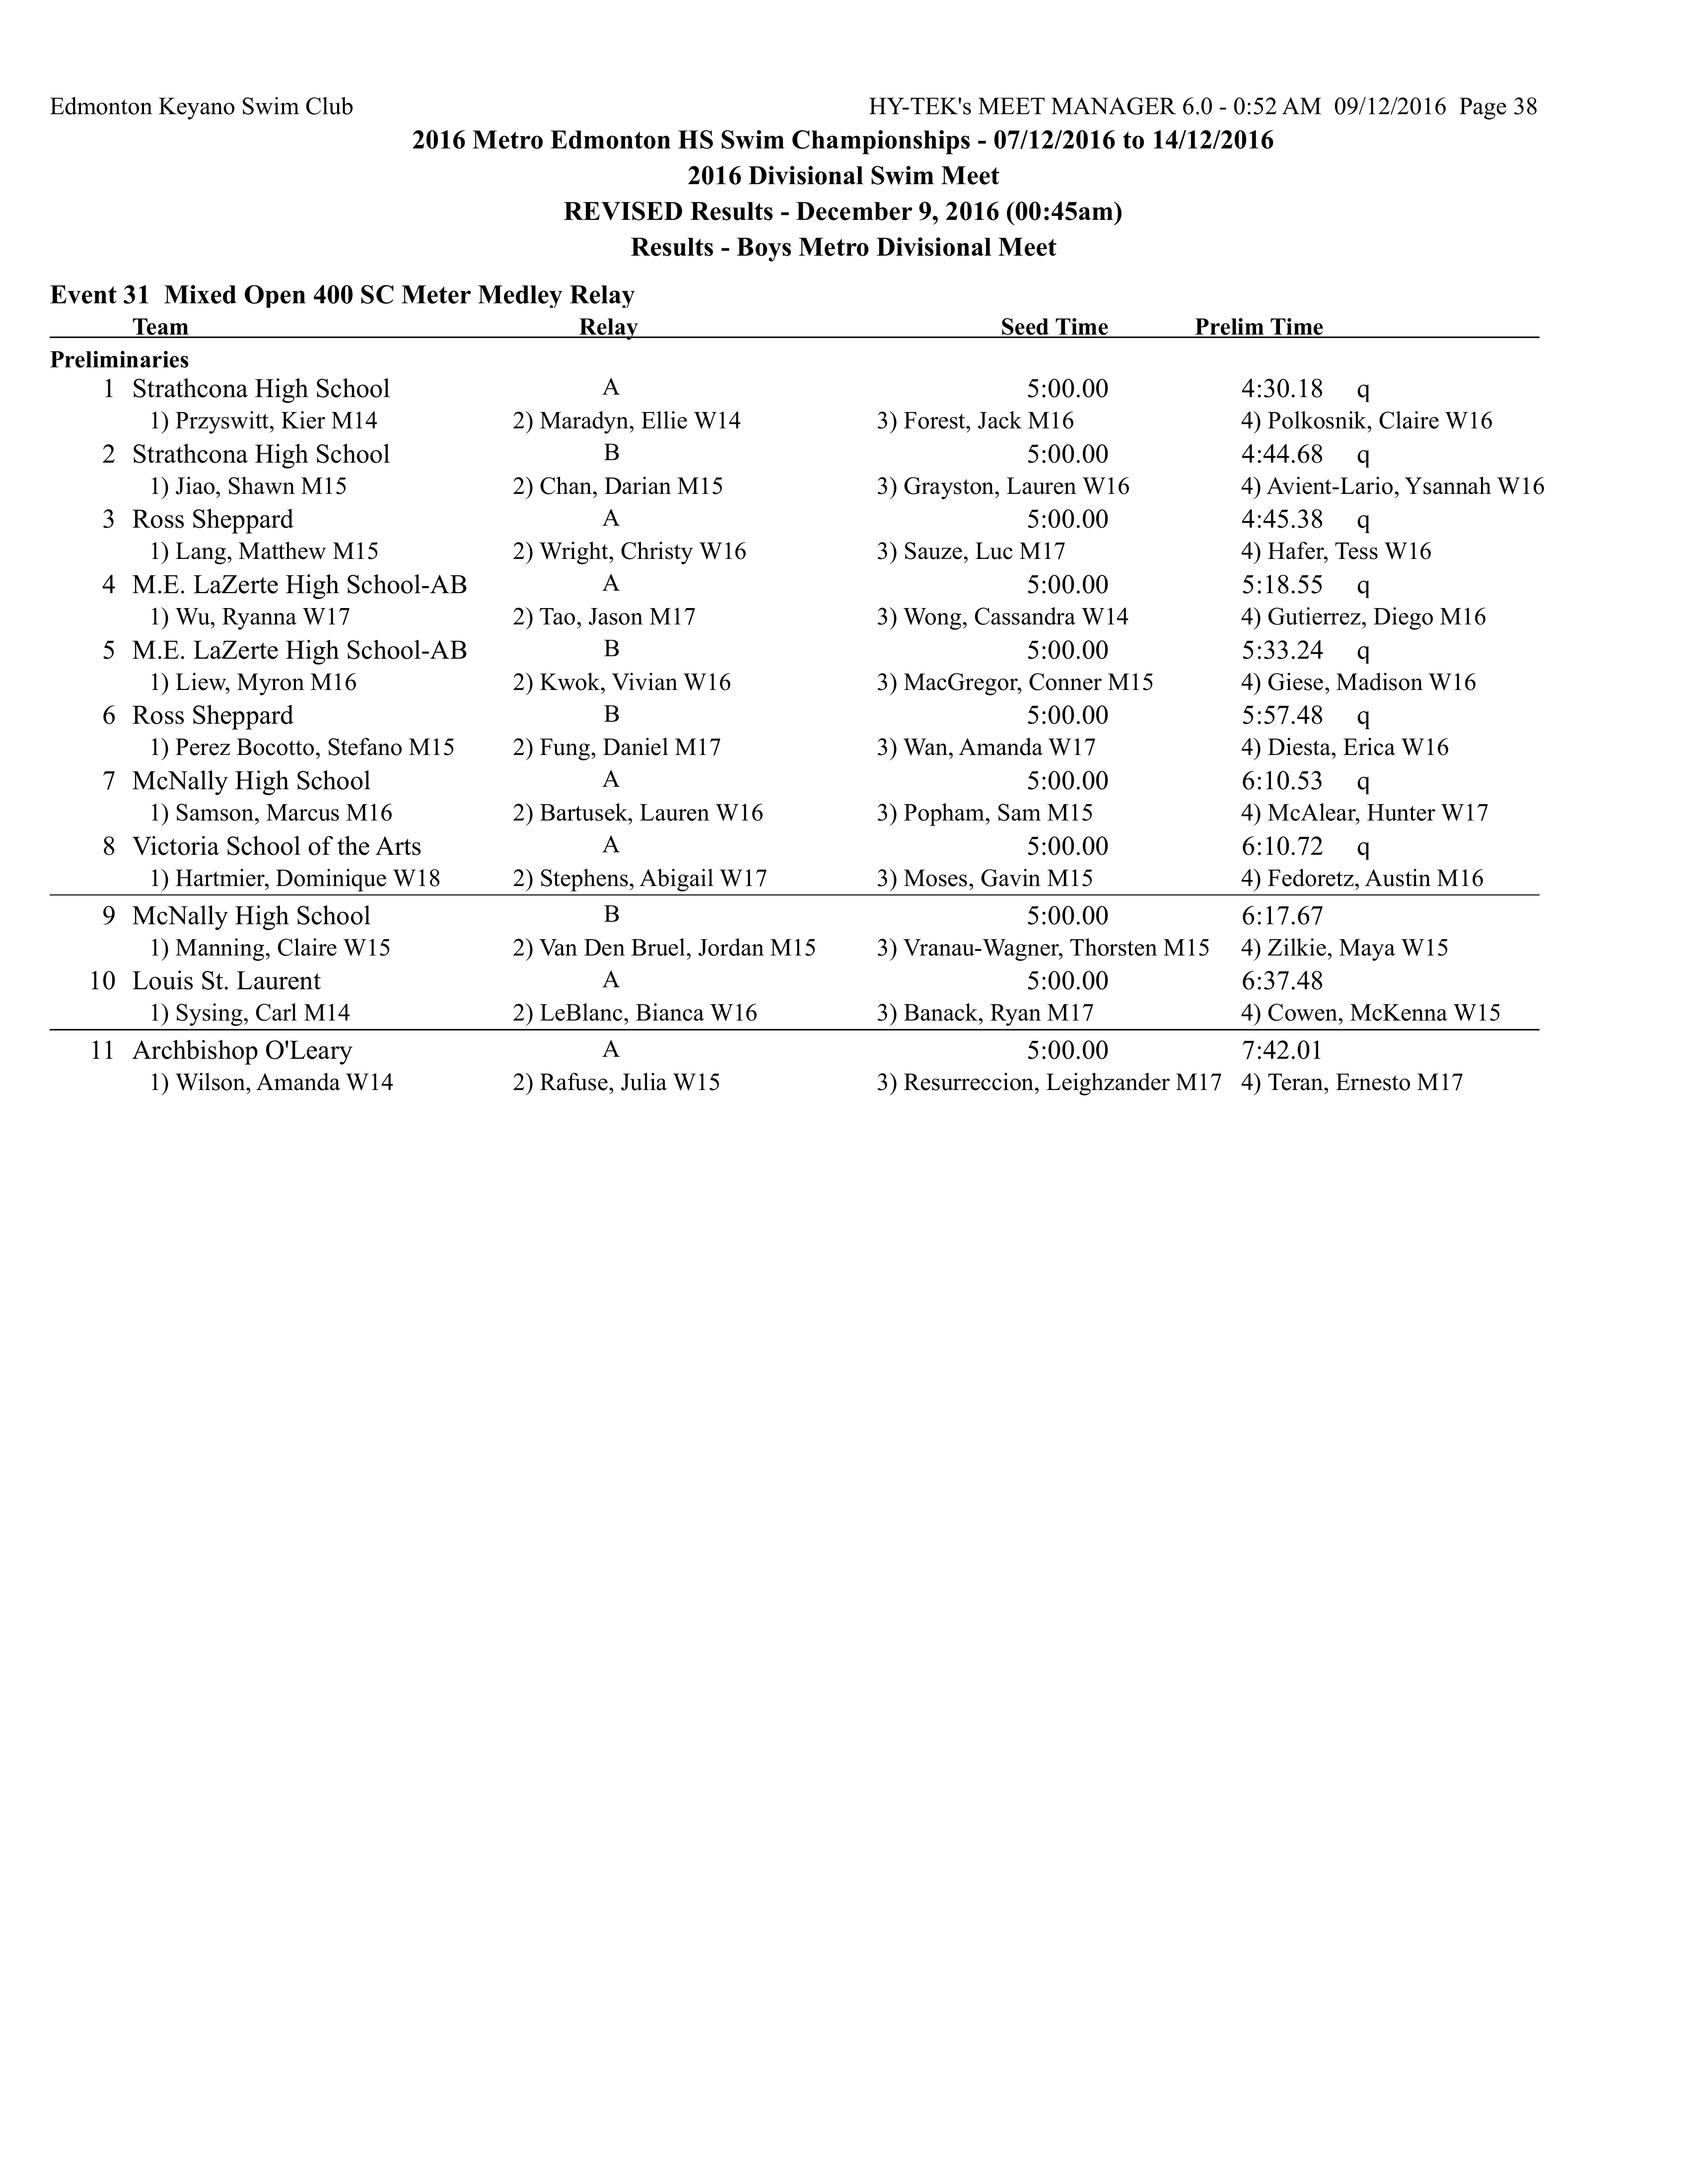 Edmonton Keyano Swim Club HY-TEK's MEET MANAGER 6.0 - 0:52 AM 09/12/2016 Page 38
2016 Metro Edmonton HS Swim Championships - 07/12/2016 to 14/12/2016
2016 Divisional Swim Meet
REVISED Results - December 9, 2016 (00:45am)
Results - Boys Metro Divisional Meet
Event 31 Mixed Open 400 SC Meter Medley Relay
Team Relay Seed Time Prelim Time
Preliminaries
1 Strathcona High School A 5:00.00 4:30.18 q
1) Przyswitt, Kier M14 2) Maradyn, Ellie W14 3) Forest, Jack M16 4) Polkosnik, Claire W16
2 Strathcona High School B 5:00.00 4:44.68 q
1) Jiao, Shawn M15 2) Chan, Darian M15 3) Grayston, Lauren W16 4) Avient-Lario, Ysannah W16
3 Ross Sheppard A 5:00.00 4:45.38 q
1) Lang, Matthew M15 2) Wright, Christy W16 3) Sauze, Luc M17 4) Hafer, Tess W16
4 M.E. LaZerte High School-AB A 5:00.00 5:18.55 q
1) Wu, Ryanna W17 2) Tao, Jason M17 3) Wong, Cassandra W14 4) Gutierrez, Diego M16
5 M.E. LaZerte High School-AB B 5:00.00 5:33.24 q
1) Liew, Myron M16 2) Kwok, Vivian W16 3) MacGregor, Conner M15 4) Giese, Madison W16
6 Ross Sheppard B 5:00.00 5:57.48 q
1) Perez Bocotto, Stefano M15 2) Fung, Daniel M17 3) Wan, Amanda W17 4) Diesta, Erica W16
7 McNally High School A 5:00.00 6:10.53 q
1) Samson, Marcus M16 2) Bartusek, Lauren W16 3) Popham, Sam M15 4) McAlear, Hunter W17
8 Victoria School of the Arts A 5:00.00 6:10.72 q
1) Hartmier, Dominique W18 2) Stephens, Abigail W17 3) Moses, Gavin M15 4) Fedoretz, Austin M16
9 McNally High School B 5:00.00 6:17.67
1) Manning, Claire W15 2) Van Den Bruel, Jordan M15 3) Vranau-Wagner, Thorsten M15 4) Zilkie, Maya W15
10 Louis St. Laurent A 5:00.00 6:37.48
1) Sysing, Carl M14 2) LeBlanc, Bianca W16 3) Banack, Ryan M17 4) Cowen, McKenna W15
11 Archbishop O'Leary A 5:00.00 7:42.01
1) Wilson, Amanda W14 2) Rafuse, Julia W15 3) Resurreccion, Leighzander M17 4) Teran, Ernesto M17